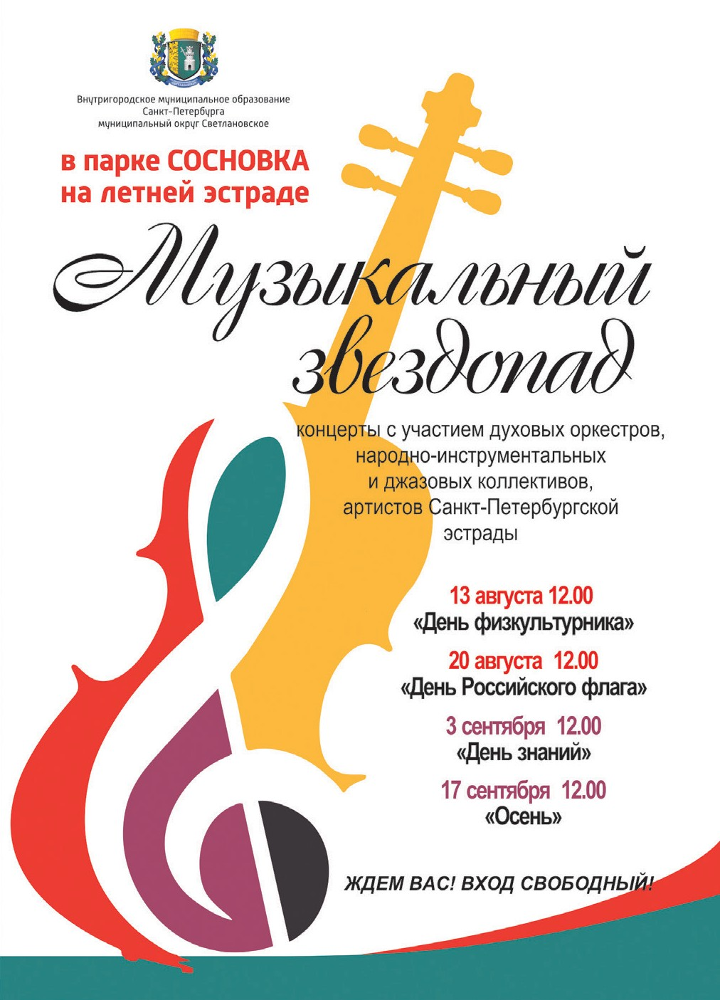 Внутригородское муниципальное образование
Санкт-Петербурга
муниципальный округ Светлановское
в парке СОСНОВКА
на летней эстраде
Музыкальный
звездопад
концерты с участием духовых оркестров,
народно-инструментальных
и джазовых коллективов,
артистов Санкт-Петербургской
эстрады
13 августа 12.00
«День физкультурника»
20 августа 12.00
«День Российского флага»
3 сентября 12.00
«День знаний»
17 сентября 12.00
«Осень»
ЖДЕМ ВАС! ВХОД СВОБОДНЫЙ!